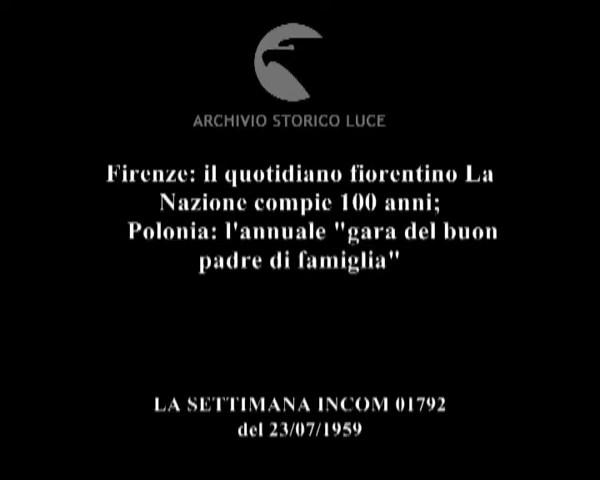 ARCHIVIO STORICO LUCE
Firenze: il quotidiano fiorentino La
Nazione compie 100 anni;
Polonia: l'annuale "gara del buon
padre di famiglia"
LA SETTIMANA INCOM 01792
del 23/07/1959